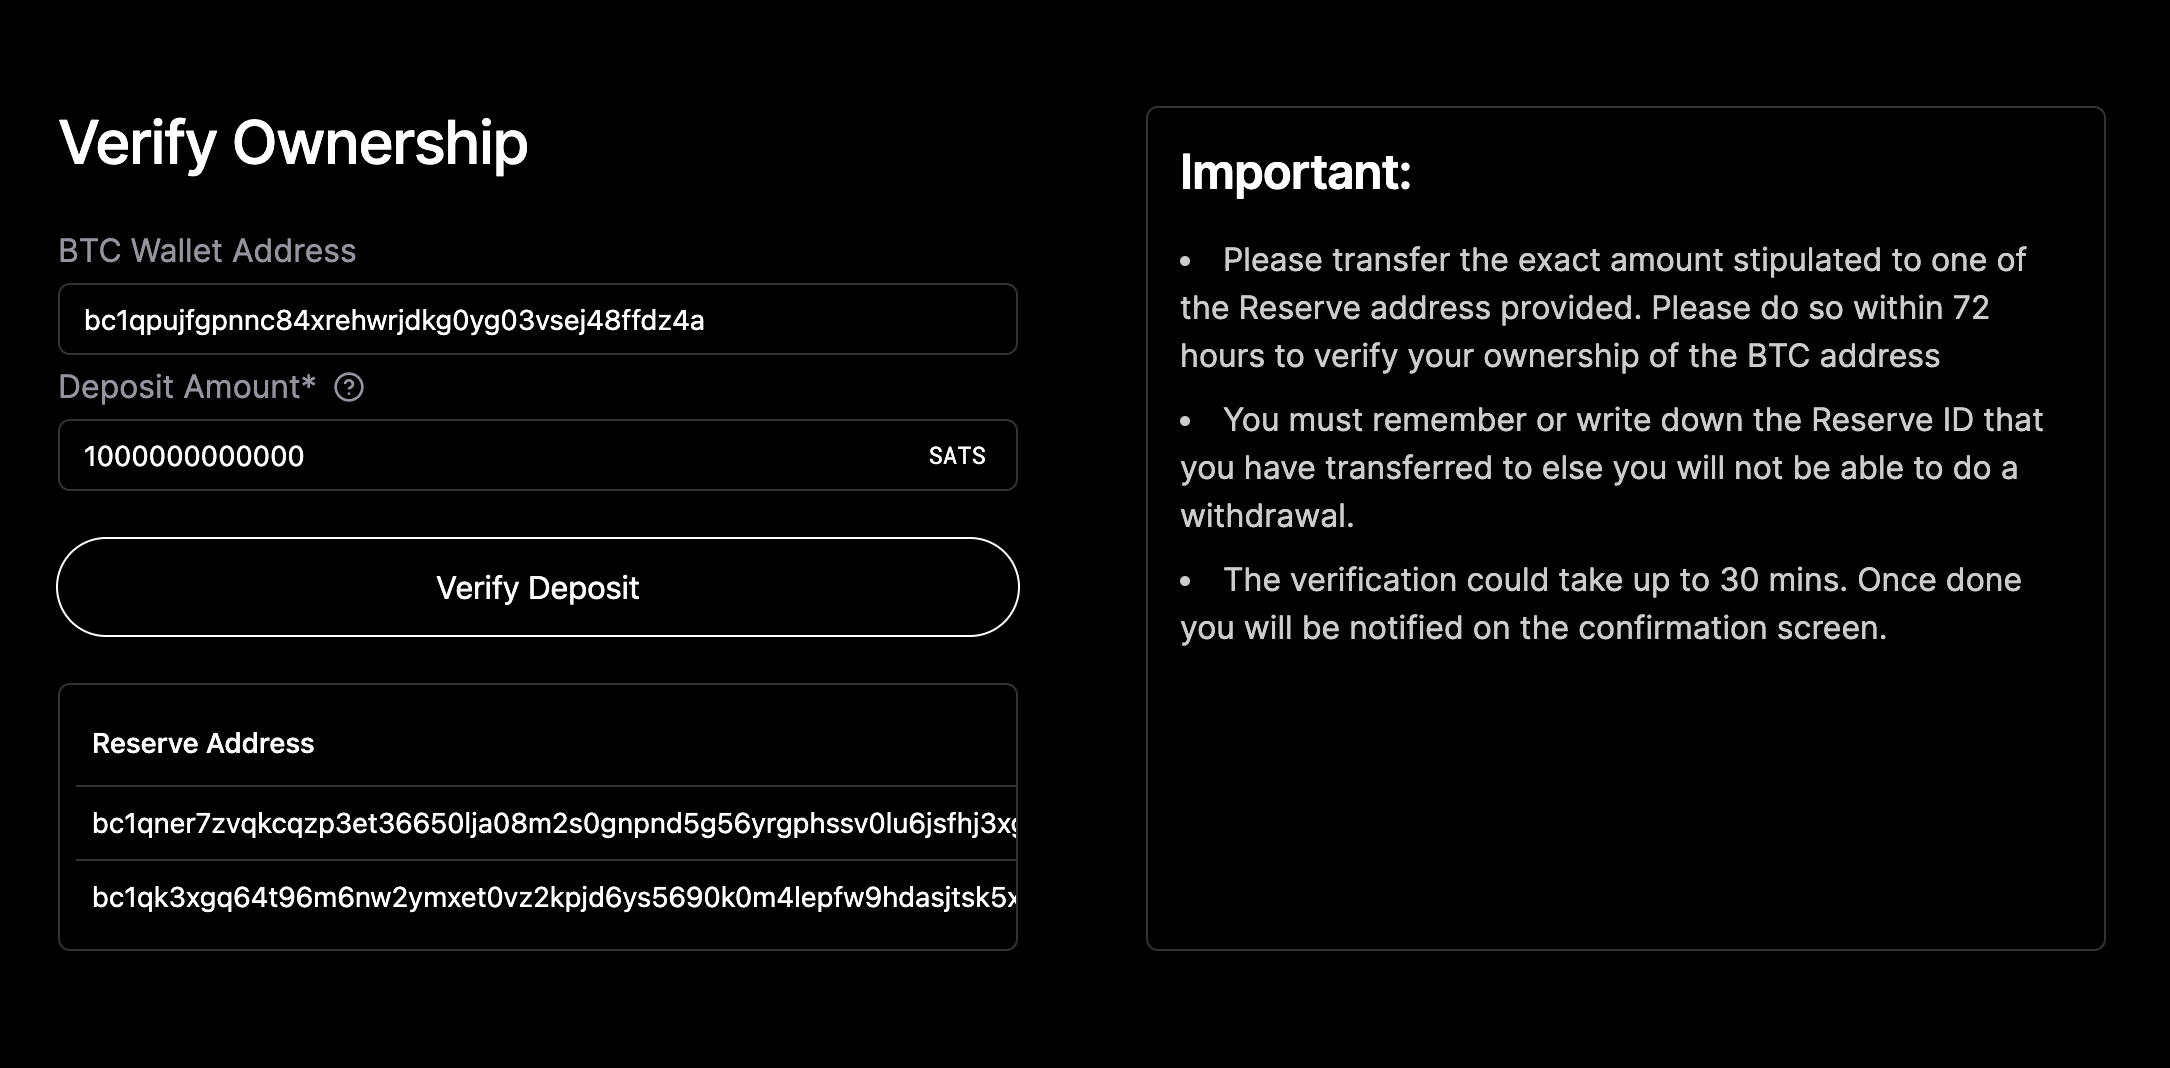 Verify Ownership
BTC Wallet Address
bc1qpujfgpnnc84xrehwrjdkg0yg03vsej48ffdz4a
Deposit Amount*
1000000000000 SATS
Verify Deposit
Reserve Address
bc1qner7zvqkcqzp3et36650lja08m2s0gnpnd5g56yrgphssv0lu6jsfhj3x
bc1qk3xgq64t96m6nw2ymxet0vz2kpjd6ys5690k0m4lepfw9hdasjtsk5x
Important:
• Please transfer the exact amount stipulated to one of
the Reserve address provided. Please do so within 72
hours to verify your ownership of the BTC address
• You must remember or write down the Reserve ID that
you have transferred to else you will not be able to do a
withdrawal.
• The verification could take up to 30 mins. Once done
you will be notified on the confirmation screen.